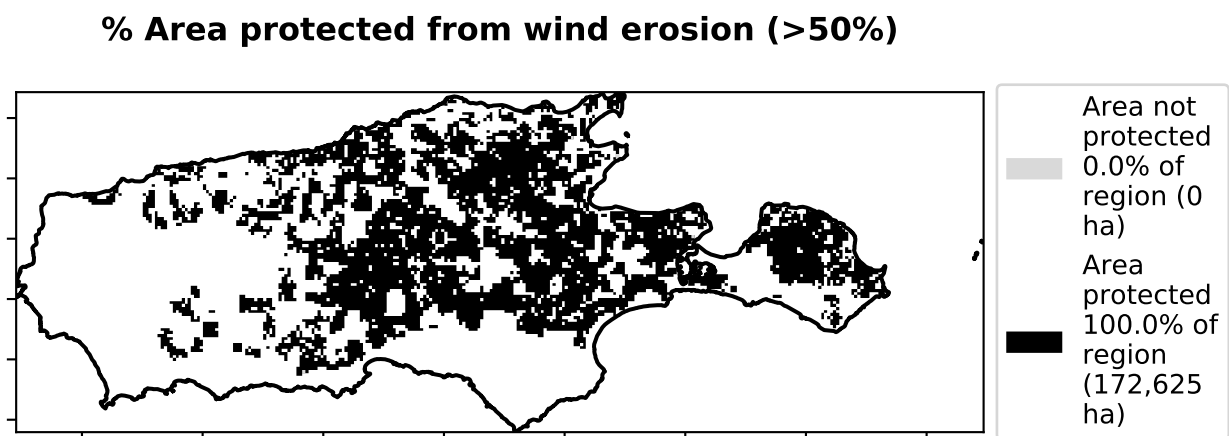 % Area protected from wind erosion (>50%)
Area not
protected
0.0% of
region (0
ha)
Area
protected
100.0% of
region
(172,625
ha)